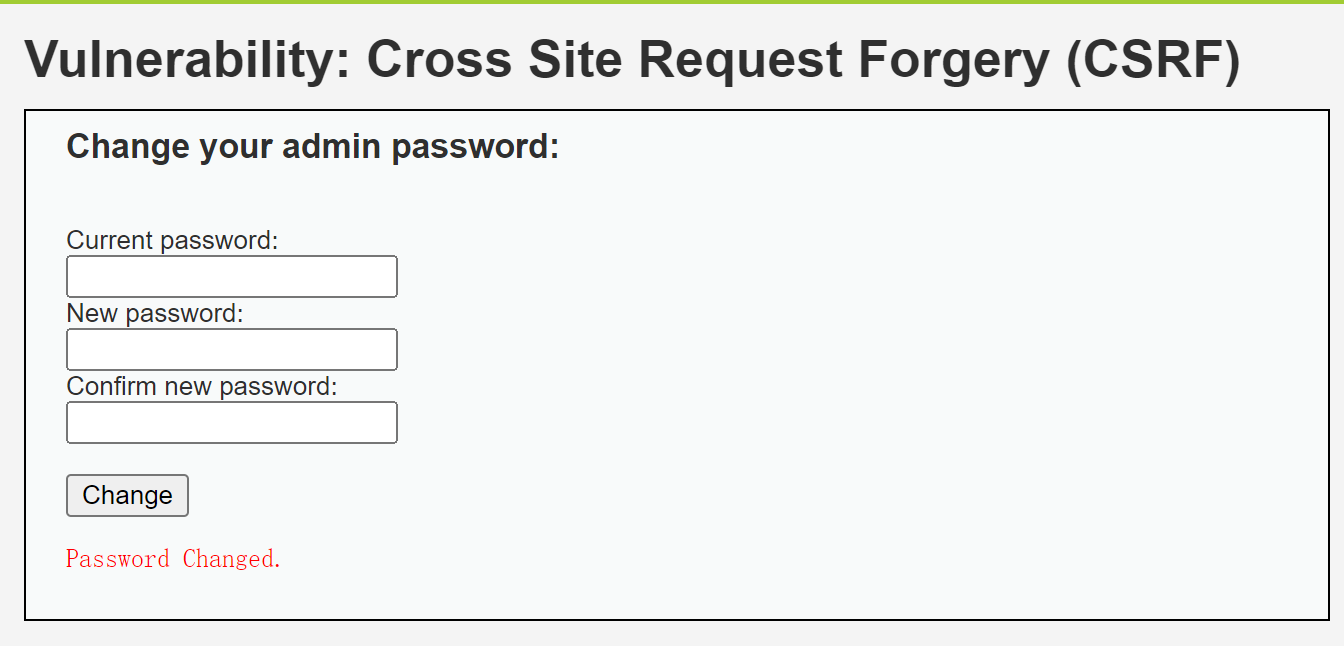 Vulnerability: Cross Site Request Forgery (CSRF)
Change your admin password:
Current password:
New password:
Confirm new password:
Change
Password Changed.